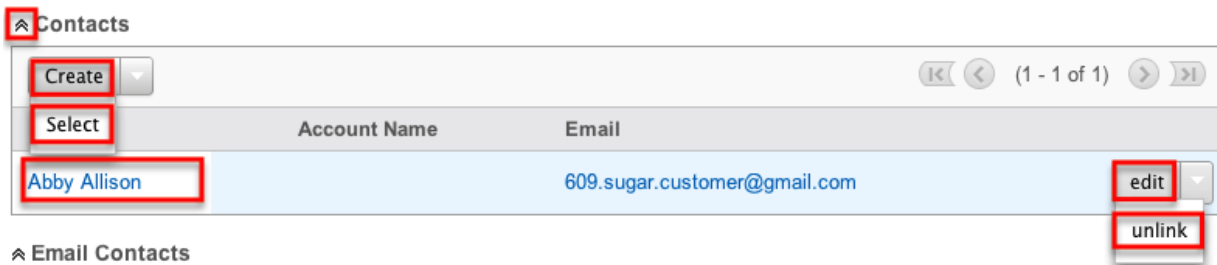 Contacts
Create (1 - 1 of 1)
Select Account Name Email
Abby Allison 609.sugar.customer@gmail.com edit
unlink
Email Contacts